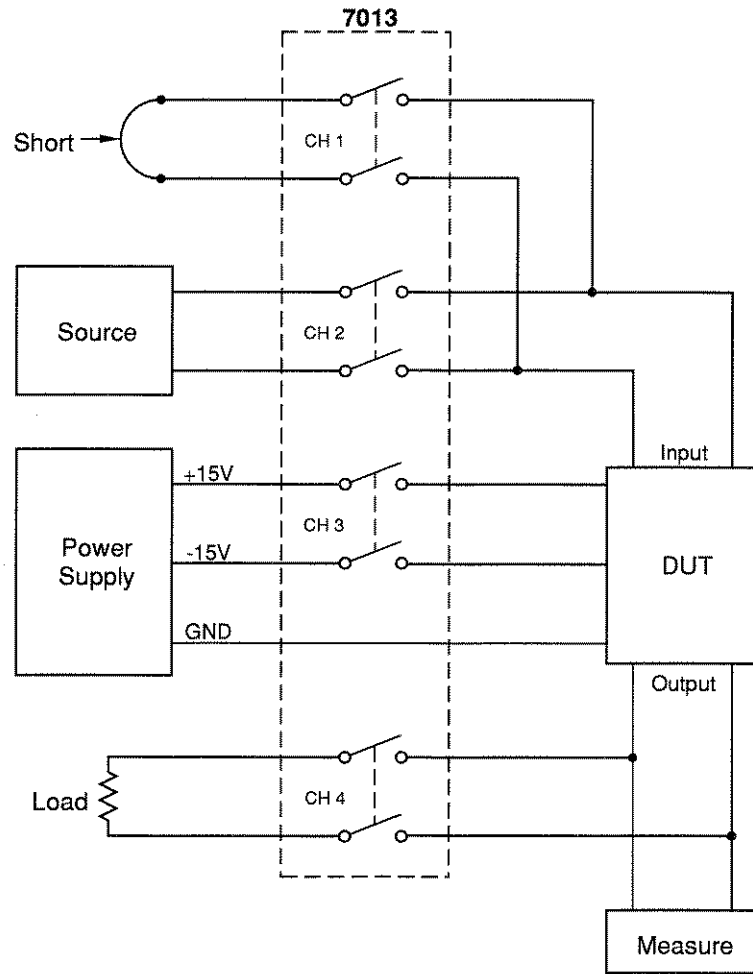 7013
Short
CH 1
Source
CH 2
Input
+15V
Power
Supply
CH 3
-15V
DUT
GND
Output
Load
CH 4
Measure